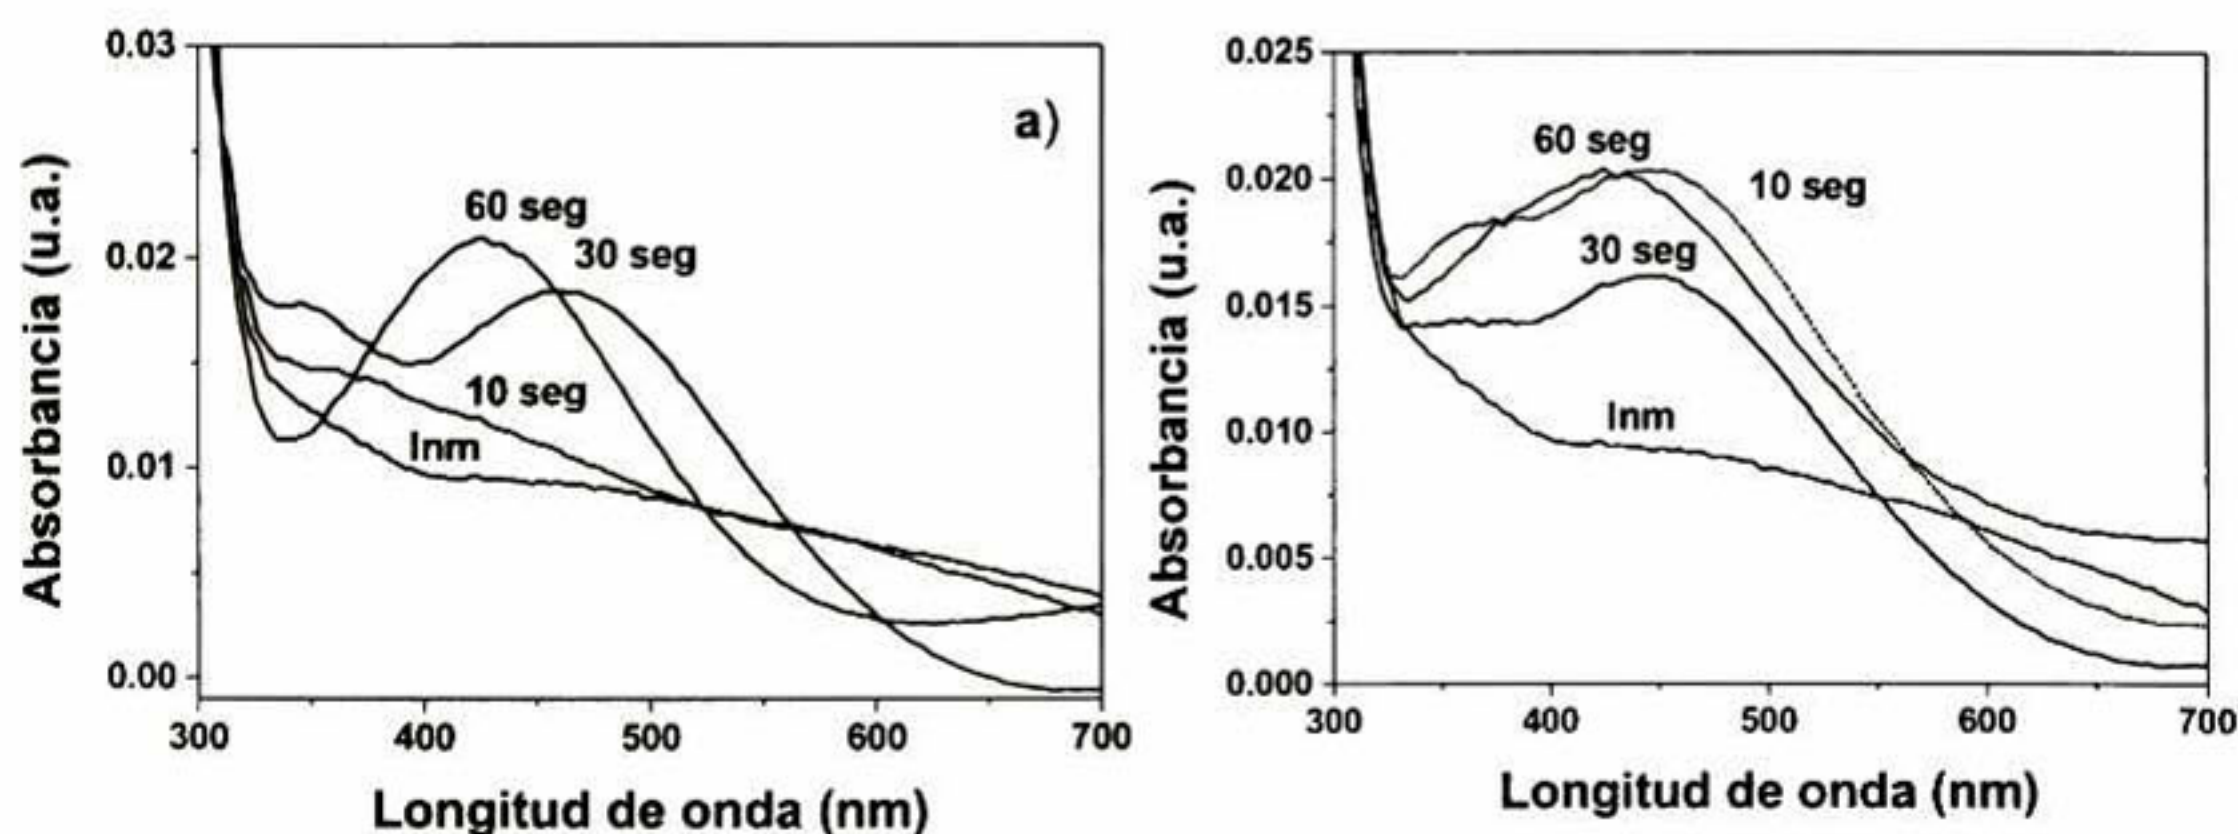 0.03
0.02
0.01
0.00
Absorbancia (u.a.)
a)
60 seg
30 seg
10 seg
Inm
300 400 500 600 700
Longitud de onda (nm)
0.025
0.020
0.015
0.010
0.005
0.000
Absorbancia (u.a.)
60 seg
10 seg
30 seg
Inm
300 400 500 600 700
Longitud de onda (nm)